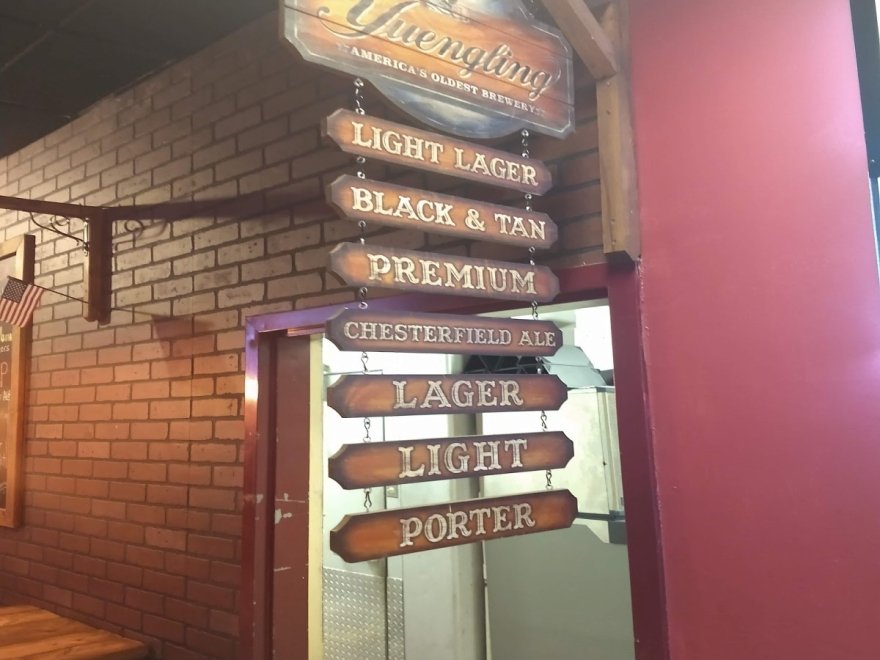 Yuengling
AMERICA'S OLDEST BREWERY
LIGHT LAGER
BLACK & TAN
PREMIUM
CHESTERFIELD ALE
LAGER
LIGHT
PORTER